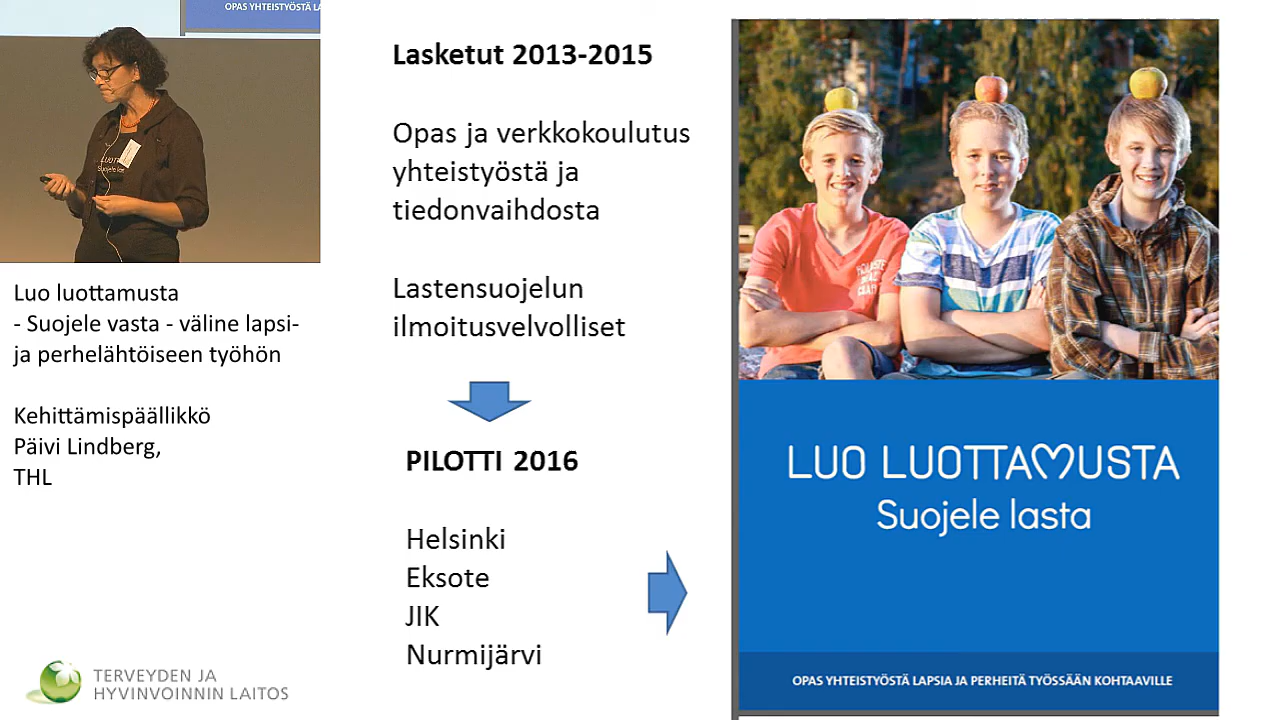 OPAS YHTEISTYÖSTÄ
Suojele
Luo luottamusta
- Suojele vasta - väline lapsi-
ja perhelähtöiseen työhön
Kehittämispäällikkö
Päivi Lindberg,
THL
TERVEYDEN JA
HYVINVOINNIN LAITOS
Lasketut 2013-2015
Opas ja verkkokoulutus
yhteistyöstä ja
tiedonvaihdosta
Lastensuojelun
ilmoitusvelvolliset
PILOTTI 2016
Helsinki
Eksote
JIK
Nurmijärvi
LUO LUOTTAMUSTA
Suojele lasta
OPAS YHTEISTYÖSTÄ LAPSIA JA PERHEITÄ TYÖSSÄÄN KOHTAAVILLE